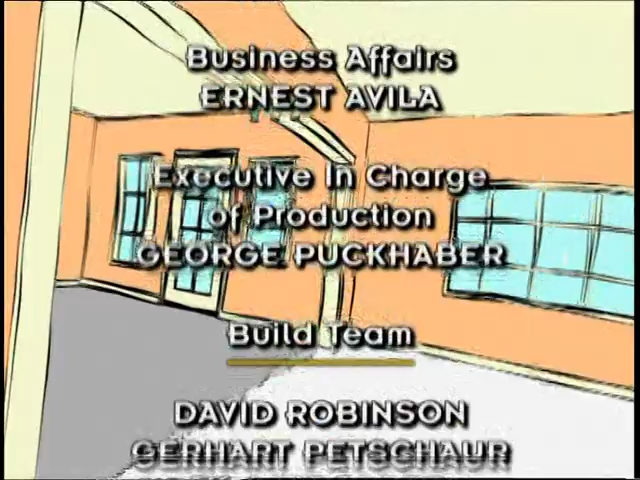 Business Affairs
ERNEST AVILA
Executive In Charge
of Production
GEORGE PUCKHABER
Build Team
DAVID ROBINSON
GERHART PETSCHAUR